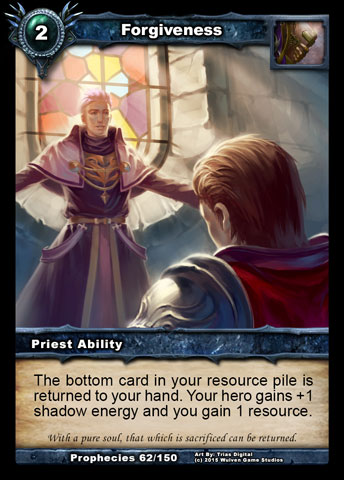 2
Forgiveness
Priest Ability
The bottom card in your resource pile is
returned to your hand. Your hero gains +1
shadow energy and you gain 1 resource.
With a pure soul, that which is sacrificed can be returned.
Prophecies 62/150
Art By: Trias Digital
(c) 2015 Wulven Game Studios